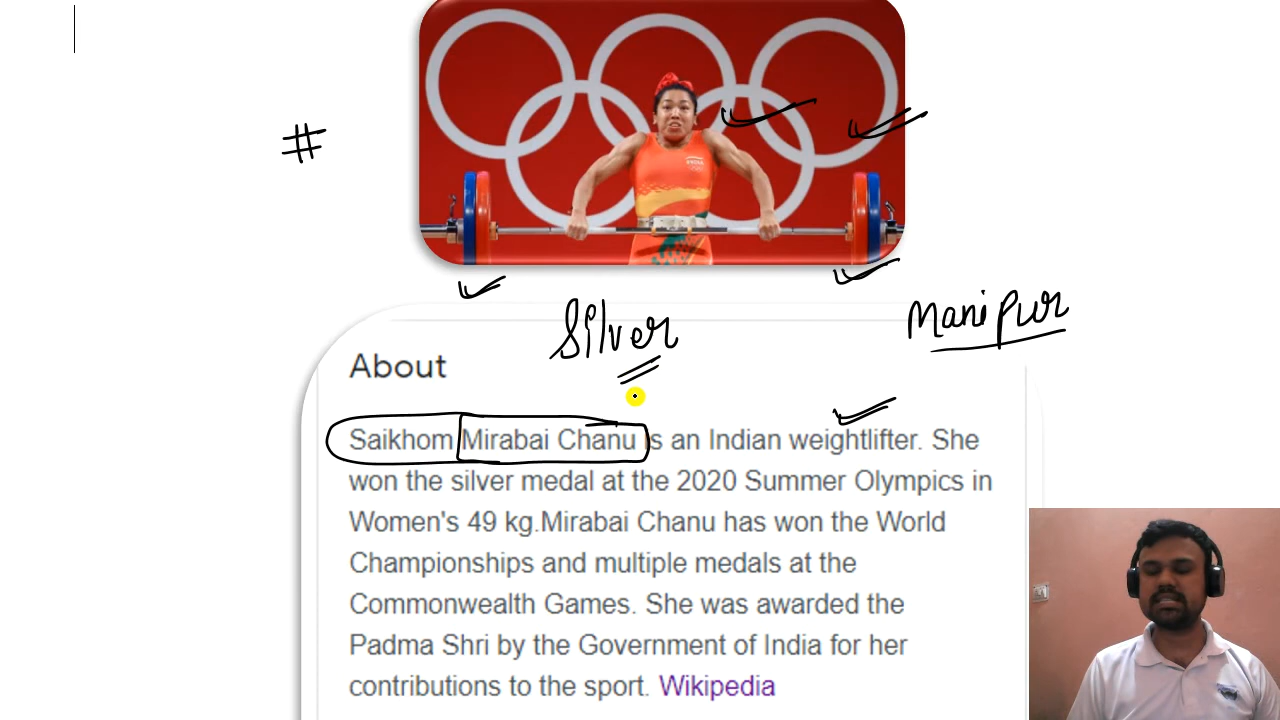 #
INDIA
Silver
Manipur
About
Saikhom Mirabai Chanu is an Indian weightlifter. She
won the silver medal at the 2020 Summer Olympics in
Women's 49 kg.Mirabai Chanu has won the World
Championships and multiple medals at the
Commonwealth Games. She was awarded the
Padma Shri by the Government of India for her
contributions to the sport. Wikipedia